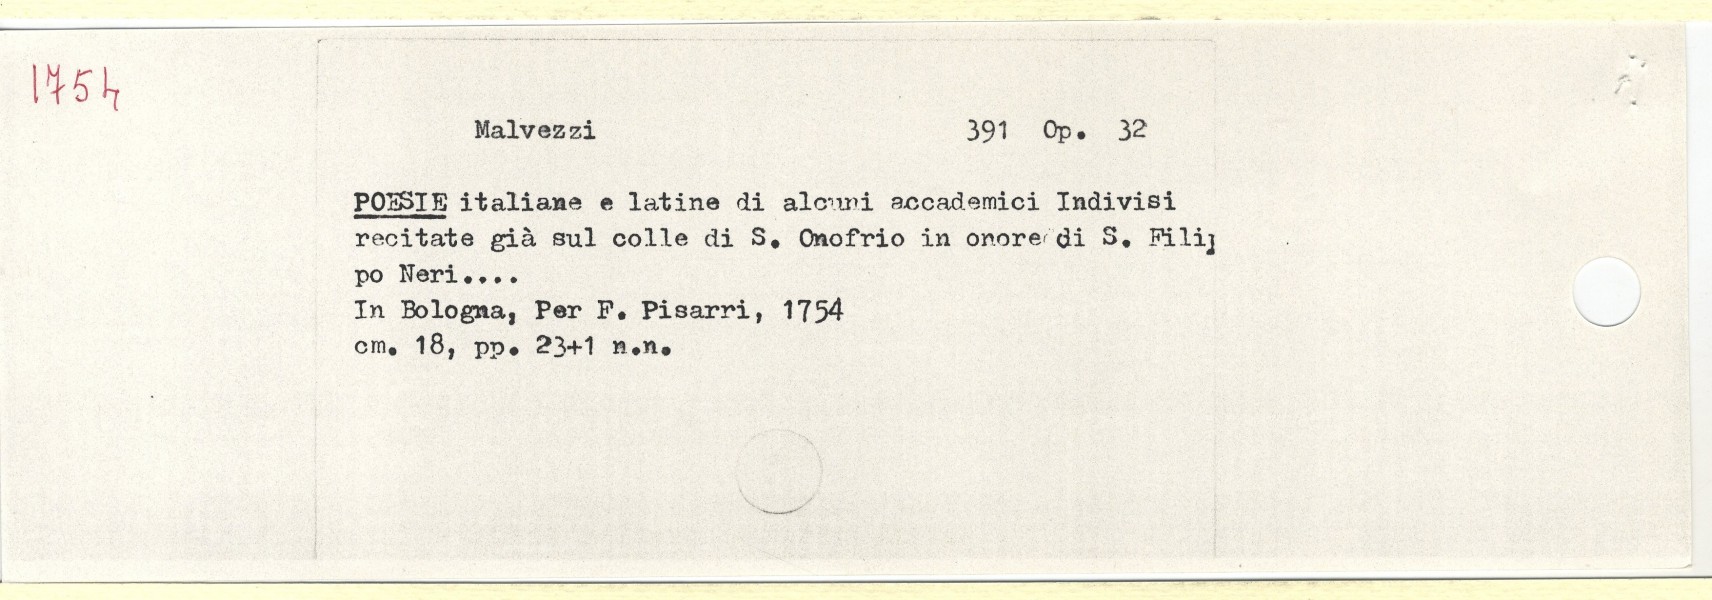 1754
Malvezzi 391 Op. 32
POESIE italiane e latine di alcuni accademici Indivisi
recitate già sul colle di S. Onofrio in onore di S. Filip
po Neri....
In Bologna, Per F. Pisarri, 1754
cm. 18, pp. 23+1 n.n.